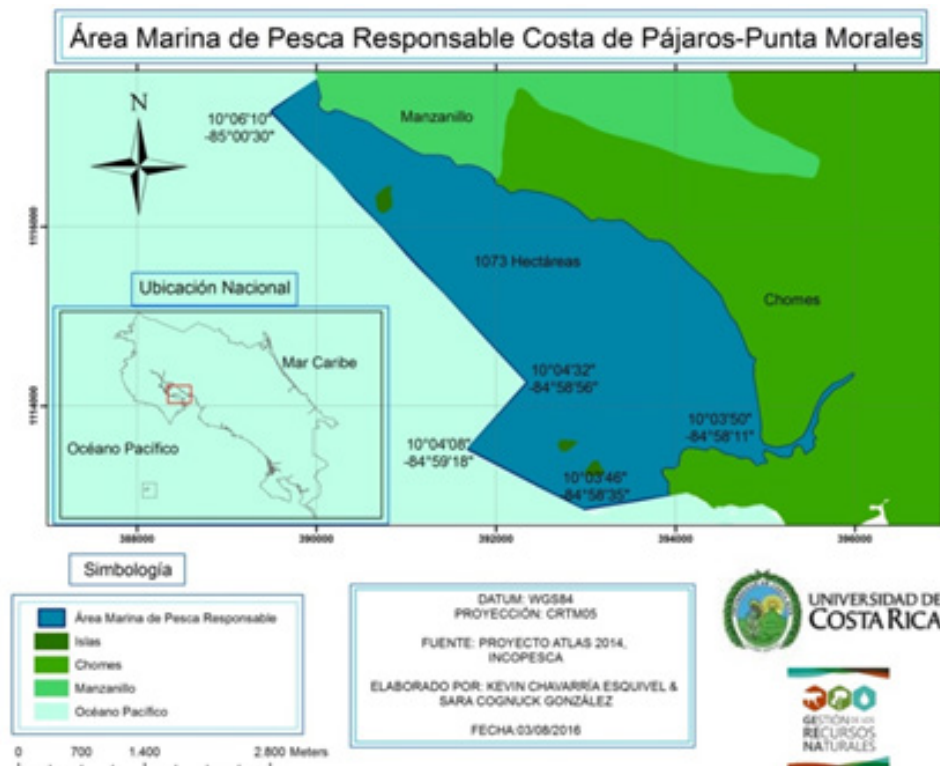 Área Marina de Pesca Responsable Costa de Pájaros-Punta Morales
N
10°06'10"
-85°00'30"
Manzanillo
1116000
1073 Hectáreas
Chomes
Ubicación Nacional
Mar Caribe
Océano Pacífico
1114000
10°04'32"
-84°58'56"
10°03'50"
-84°58'11"
10°04'08"
-84°59'18"
10°03'46"
-84°58'35"
388000
390000
392000
394000
396000
Simbología
Área Marina de Pesca Responsable
Islas
Chomes
Manzanillo
Océano Pacífico
0 700 1.400 2.800 Meters
DATUM: WGS84
PROYECCIÓN: CRTM05
FUENTE: PROYECTO ATLAS 2014,
INCOPESCA
ELABORADO POR: KEVIN CHAVARRÍA ESQUIVEL &
SARA COGNUCK GONZÁLEZ
FECHA:03/08/2016
UNIVERSIDAD DE
COSTA RICA
GESTIÓN DE LOS
RECURSOS
NATURALES